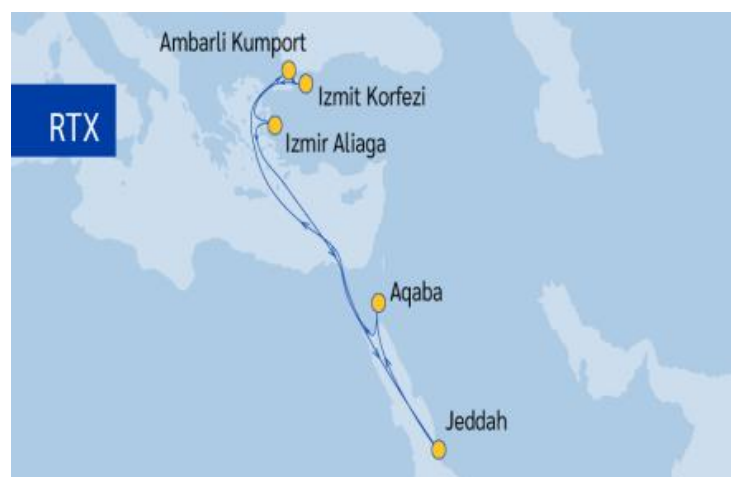 Ambarli Kumport
Izmit Korfezi
RTX
Izmir Aliaga
Aqaba
Jeddah